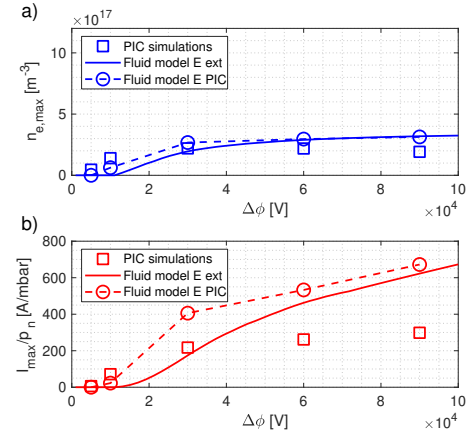 a)
× 10^17
10
5
0
n_e,max [m^-3]
PIC simulations
Fluid model E ext
Fluid model E PIC
0 2 4 6 8 10
Δϕ [V]
× 10^4
b)
800
600
400
200
0
I_max/p_n [A/mbar]
PIC simulations
Fluid model E ext
Fluid model E PIC
0 2 4 6 8 10
Δϕ [V]
× 10^4